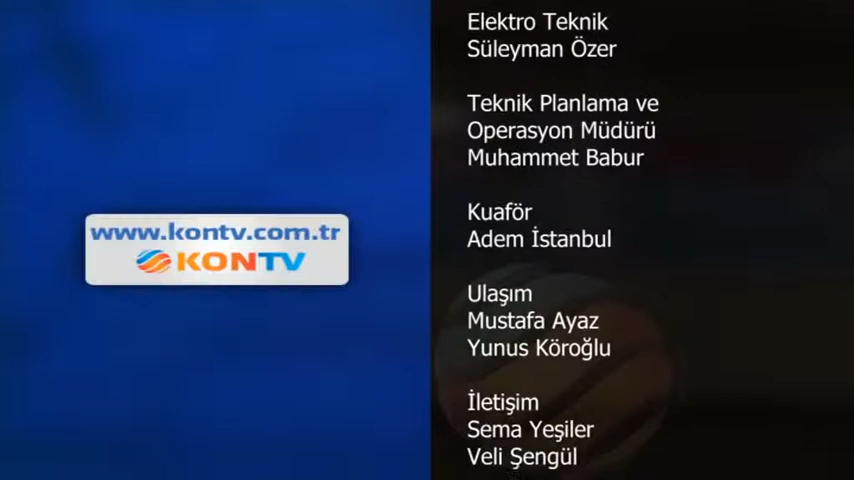 www.kontv.com.tr
KONTV
Elektro Teknik
Süleyman Özer
Teknik Planlama ve
Operasyon Müdürü
Muhammet Babur
Kuaför
Adem İstanbul
Ulaşım
Mustafa Ayaz
Yunus Köroğlu
İletişim
Sema Yeşiler
Veli Şengül